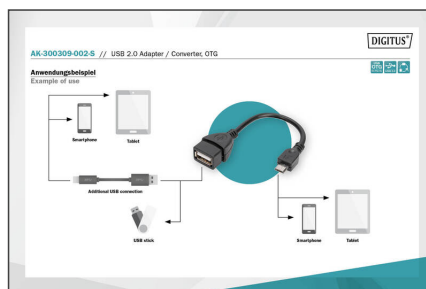 DIGITUS®
AK-300309-002-S // USB 2.0 Adapter / Converter, OTG
Anwendungsbeispiel
Example of use
Smartphone
Tablet
Additional USB connection
USB stick
Smartphone
Tablet